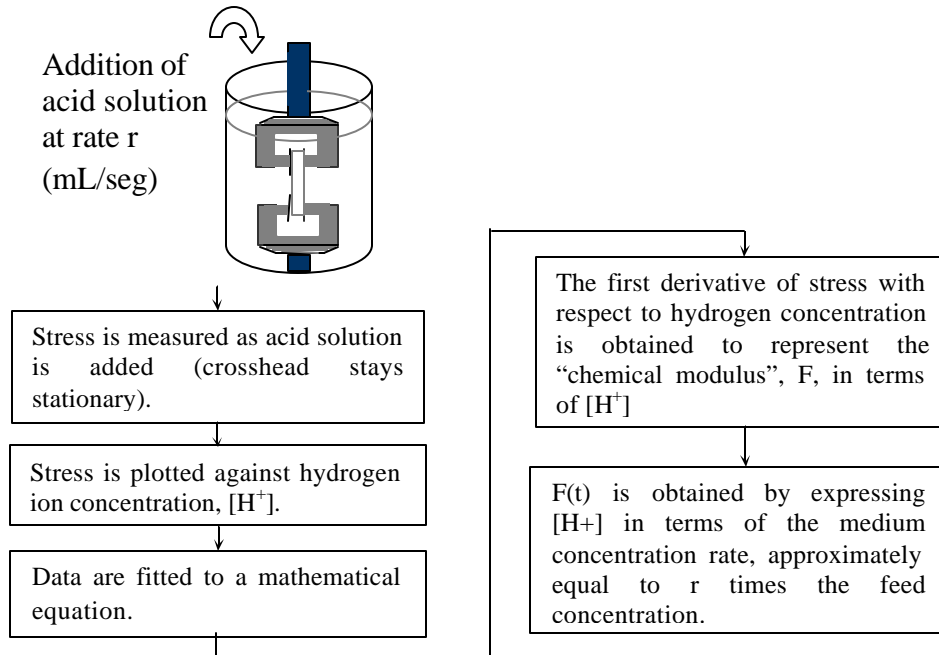 Addition of
acid solution
at rate r
(mL/seg)
Stress is measured as acid solution
is added (crosshead stays
stationary).
Stress is plotted against hydrogen
ion concentration, [H⁺].
Data are fitted to a mathematical
equation.
The first derivative of stress with
respect to hydrogen concentration
is obtained to represent the
“chemical modulus”, F, in terms
of [H⁺]
F(t) is obtained by expressing
[H+] in terms of the medium
concentration rate, approximately
equal to r times the feed
concentration.